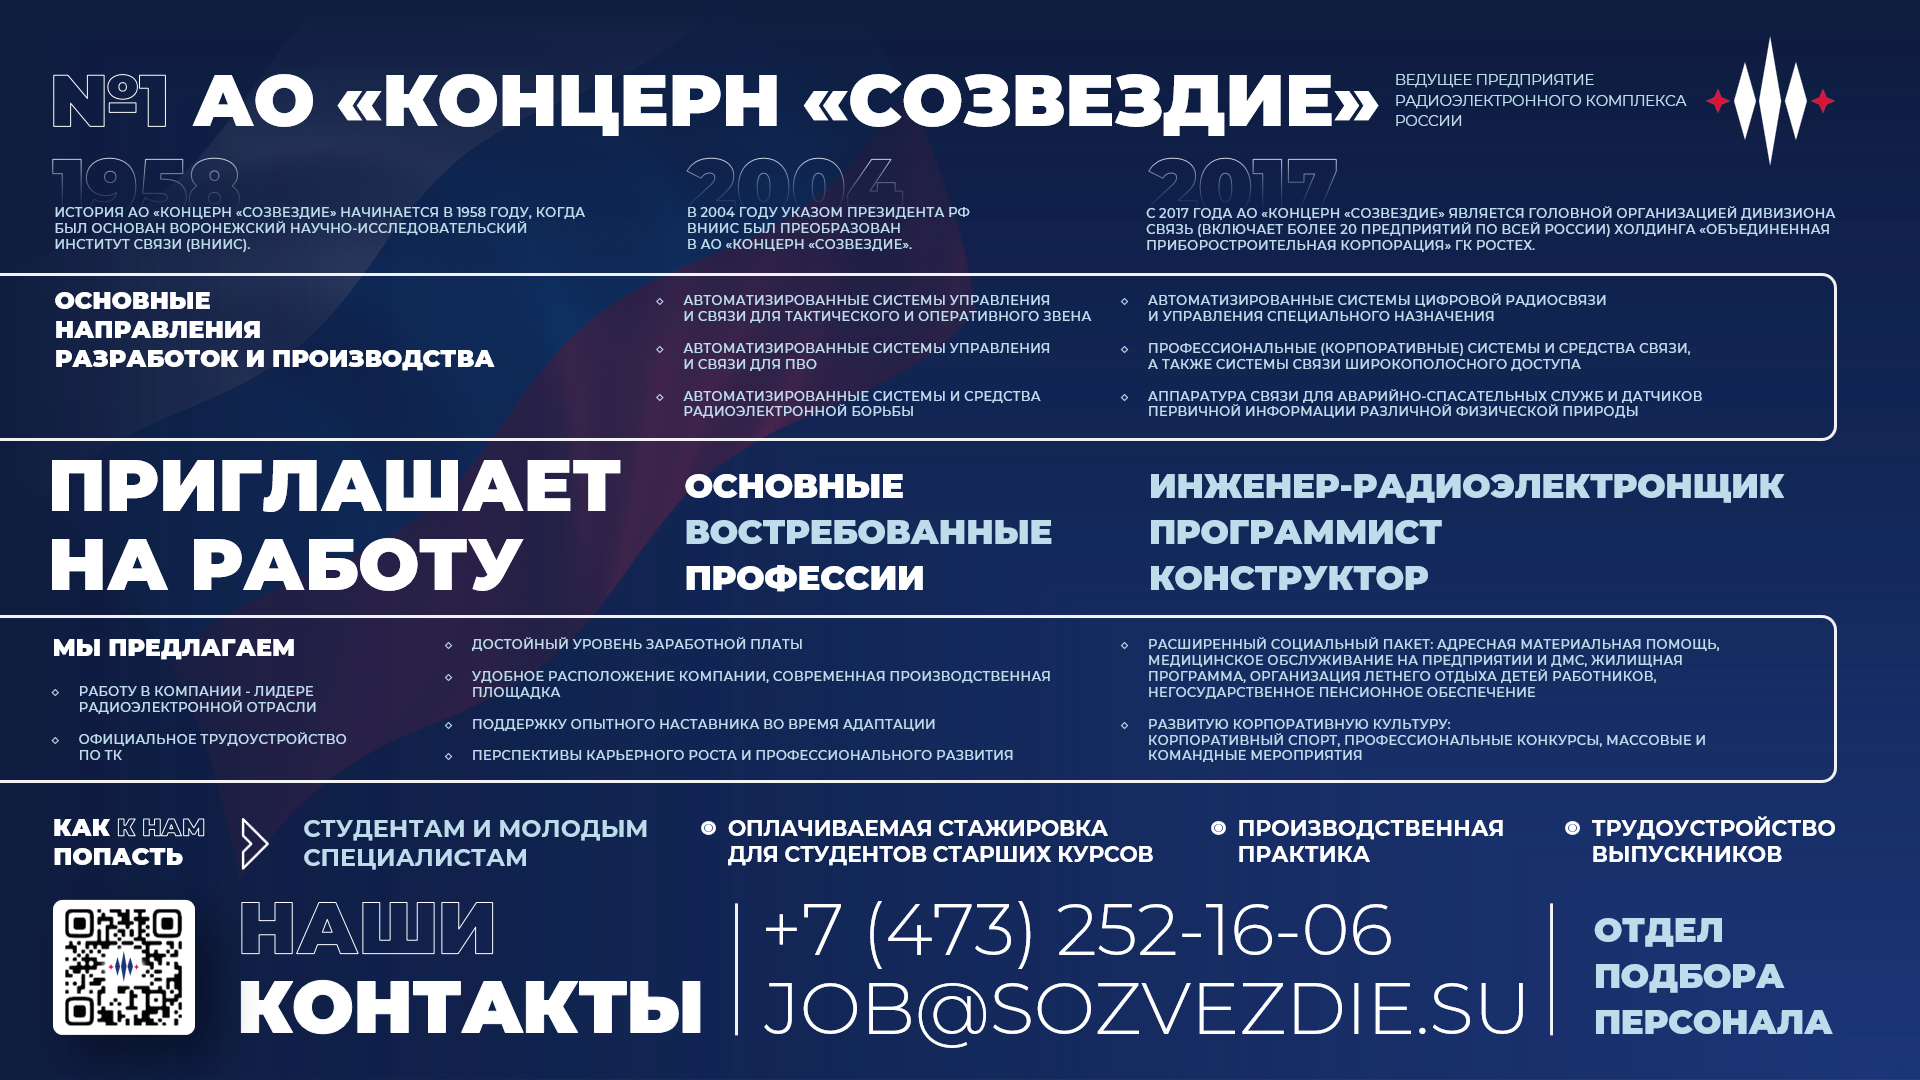 №1 АО «КОНЦЕРН «СОЗВЕЗДИЕ»
ВЕДУЩЕЕ ПРЕДПРИЯТИЕ
РАДИОЭЛЕКТРОННОГО КОМПЛЕКСА
РОССИИ
1958
ИСТОРИЯ АО «КОНЦЕРН «СОЗВЕЗДИЕ» НАЧИНАЕТСЯ В 1958 ГОДУ, КОГДА
БЫЛ ОСНОВАН ВОРОНЕЖСКИЙ НАУЧНО-ИССЛЕДОВАТЕЛЬСКИЙ
ИНСТИТУТ СВЯЗИ (ВНИИС).
2004
В 2004 ГОДУ УКАЗОМ ПРЕЗИДЕНТА РФ
ВНИИС БЫЛ ПРЕОБРАЗОВАН
В АО «КОНЦЕРН «СОЗВЕЗДИЕ».
2017
С 2017 ГОДА АО «КОНЦЕРН «СОЗВЕЗДИЕ» ЯВЛЯЕТСЯ ГОЛОВНОЙ ОРГАНИЗАЦИЕЙ ДИВИЗИОНА
СВЯЗЬ (ВКЛЮЧАЕТ БОЛЕЕ 20 ПРЕДПРИЯТИЙ ПО ВСЕЙ РОССИИ) ХОЛДИНГА «ОБЪЕДИНЕННАЯ
ПРИБОРОСТРОИТЕЛЬНАЯ КОРПОРАЦИЯ» ГК РОСТЕХ.
ОСНОВНЫЕ
НАПРАВЛЕНИЯ
РАЗРАБОТОК И ПРОИЗВОДСТВА
АВТОМАТИЗИРОВАННЫЕ СИСТЕМЫ УПРАВЛЕНИЯ
И СВЯЗИ ДЛЯ ТАКТИЧЕСКОГО И ОПЕРАТИВНОГО ЗВЕНА
АВТОМАТИЗИРОВАННЫЕ СИСТЕМЫ УПРАВЛЕНИЯ
И СВЯЗИ ДЛЯ ПВО
АВТОМАТИЗИРОВАННЫЕ СИСТЕМЫ И СРЕДСТВА
РАДИОЭЛЕКТРОННОЙ БОРЬБЫ
АВТОМАТИЗИРОВАННЫЕ СИСТЕМЫ ЦИФРОВОЙ РАДИОСВЯЗИ
И УПРАВЛЕНИЯ СПЕЦИАЛЬНОГО НАЗНАЧЕНИЯ
ПРОФЕССИОНАЛЬНЫЕ (КОРПОРАТИВНЫЕ) СИСТЕМЫ И СРЕДСТВА СВЯЗИ,
А ТАКЖЕ СИСТЕМЫ СВЯЗИ ШИРОКОПОЛОСНОГО ДОСТУПА
АППАРАТУРА СВЯЗИ ДЛЯ АВАРИЙНО-СПАСАТЕЛЬНЫХ СЛУЖБ И ДАТЧИКОВ
ПЕРВИЧНОЙ ИНФОРМАЦИИ РАЗЛИЧНОЙ ФИЗИЧЕСКОЙ ПРИРОДЫ
ПРИГЛАШАЕТ
НА РАБОТУ
ОСНОВНЫЕ
ВОСТРЕБОВАННЫЕ
ПРОФЕССИИ
ИНЖЕНЕР-РАДИОЭЛЕКТРОНЩИК
ПРОГРАММИСТ
КОНСТРУКТОР
МЫ ПРЕДЛАГАЕМ
РАБОТУ В КОМПАНИИ - ЛИДЕРЕ
РАДИОЭЛЕКТРОННОЙ ОТРАСЛИ
ОФИЦИАЛЬНОЕ ТРУДОУСТРОЙСТВО
ПО ТК
ДОСТОЙНЫЙ УРОВЕНЬ ЗАРАБОТНОЙ ПЛАТЫ
УДОБНОЕ РАСПОЛОЖЕНИЕ КОМПАНИИ, СОВРЕМЕННАЯ ПРОИЗВОДСТВЕННАЯ
ПЛОЩАДКА
ПОДДЕРЖКУ ОПЫТНОГО НАСТАВНИКА ВО ВРЕМЯ АДАПТАЦИИ
ПЕРСПЕКТИВЫ КАРЬЕРНОГО РОСТА И ПРОФЕССИОНАЛЬНОГО РАЗВИТИЯ
РАСШИРЕННЫЙ СОЦИАЛЬНЫЙ ПАКЕТ: АДРЕСНАЯ МАТЕРИАЛЬНАЯ ПОМОЩЬ,
МЕДИЦИНСКОЕ ОБСЛУЖИВАНИЕ НА ПРЕДПРИЯТИИ И ДМС, ЖИЛИЩНАЯ
ПРОГРАММА, ОРГАНИЗАЦИЯ ЛЕТНЕГО ОТДЫХА ДЕТЕЙ РАБОТНИКОВ,
НЕГОСУДАРСТВЕННОЕ ПЕНСИОННОЕ ОБЕСПЕЧЕНИЕ
РАЗВИТУЮ КОРПОРАТИВНУЮ КУЛЬТУРУ:
КОРПОРАТИВНЫЙ СПОРТ, ПРОФЕССИОНАЛЬНЫЕ КОНКУРСЫ, МАССОВЫЕ И
КОМАНДНЫЕ МЕРОПРИЯТИЯ
КАК К НАМ
ПОПАСТЬ
СТУДЕНТАМ И МОЛОДЫМ
СПЕЦИАЛИСТАМ
ОПЛАЧИВАЕМАЯ СТАЖИРОВКА
ДЛЯ СТУДЕНТОВ СТАРШИХ КУРСОВ
ПРОИЗВОДСТВЕННАЯ
ПРАКТИКА
ТРУДОУСТРОЙСТВО
ВЫПУСКНИКОВ
НАШИ
КОНТАКТЫ
+7 (473) 252-16-06
JOB@SOZVEZDIE.SU
ОТДЕЛ
ПОДБОРА
ПЕРСОНАЛА